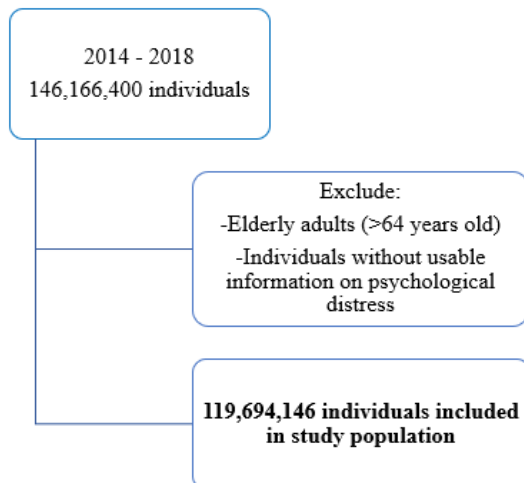 2014 - 2018
146,166,400 individuals
Exclude:
-Elderly adults (>64 years old)
-Individuals without usable
information on psychological
distress
119,694,146 individuals included
in study population